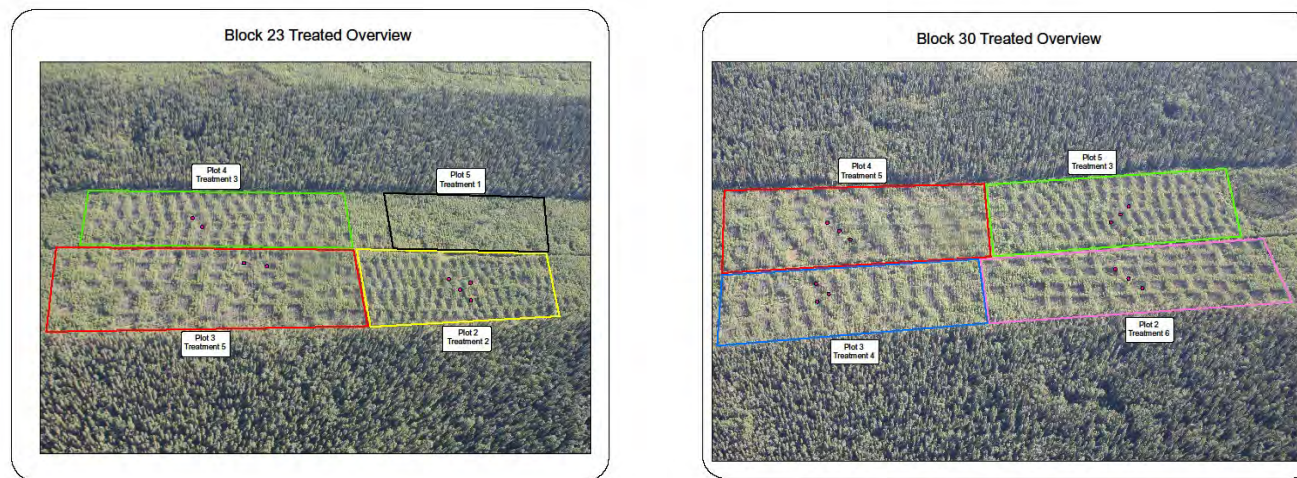 Block 23 Treated Overview
Plot 4
Treatment 3
Plot 5
Treatment 1
Plot 3
Treatment 5
Plot 2
Treatment 2
Block 30 Treated Overview
Plot 4
Treatment 5
Plot 5
Treatment 3
Plot 3
Treatment 4
Plot 2
Treatment 6